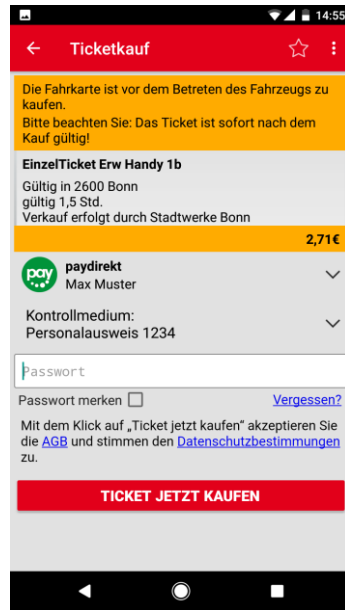 14:55
Ticketkauf
Die Fahrkarte ist vor dem Betreten des Fahrzeugs zu
kaufen.
Bitte beachten Sie: Das Ticket ist sofort nach dem
Kauf gültig!
EinzelTicket Erw Handy 1b
Gültig in 2600 Bonn
gültig 1,5 Std.
Verkauf erfolgt durch Stadtwerke Bonn
2,71€
pay
paydirekt
Max Muster
Kontrollmedium:
Personalausweis 1234
Passwort
Passwort merken
Vergessen?
Mit dem Klick auf „Ticket jetzt kaufen“ akzeptieren Sie
die AGB und stimmen den Datenschutzbestimmungen
zu.
TICKET JETZT KAUFEN